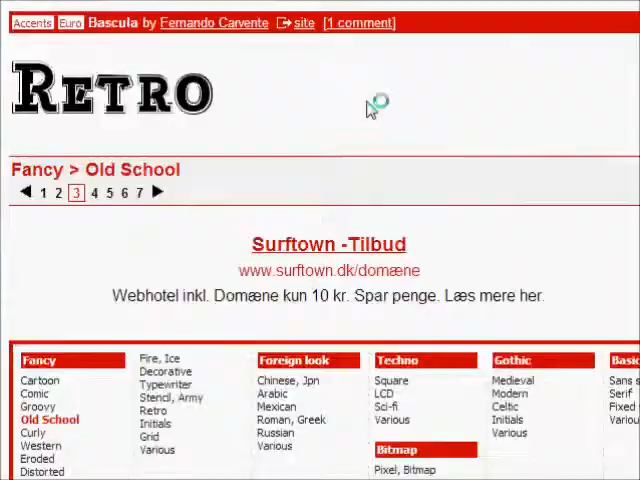 Accents Euro Bascula by Fernando Carvente site [1 comment]
RETRO
Fancy > Old School
1 2 3 4 5 6 7
Surftown -Tilbud
www.surftown.dk/domæne
Webhotel inkl. Domæne kun 10 kr. Spar penge. Læs mere her.
Fancy
Cartoon
Comic
Groovy
Old School
Curly
Western
Eroded
Distorted
Fire, Ice
Decorative
Typewriter
Stencil, Army
Retro
Initials
Grid
Various
Foreign look
Chinese, Jpn
Arabic
Mexican
Roman, Greek
Russian
Various
Techno
Square
LCD
Sci-fi
Various
Bitmap
Pixel, Bitmap
Gothic
Medieval
Modern
Celtic
Initials
Various
Basic
Sans s
Serif
Fixed
Variou